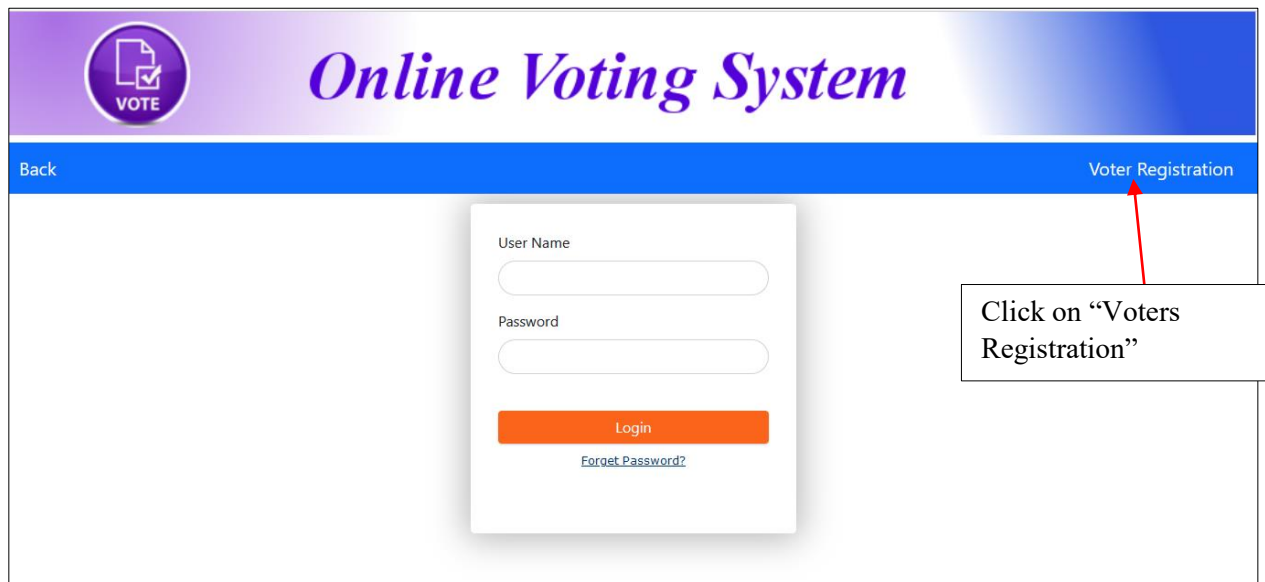 VOTE
Online Voting System
Back
Voter Registration
User Name
Password
Click on “Voters
Registration”
Login
Forget Password?